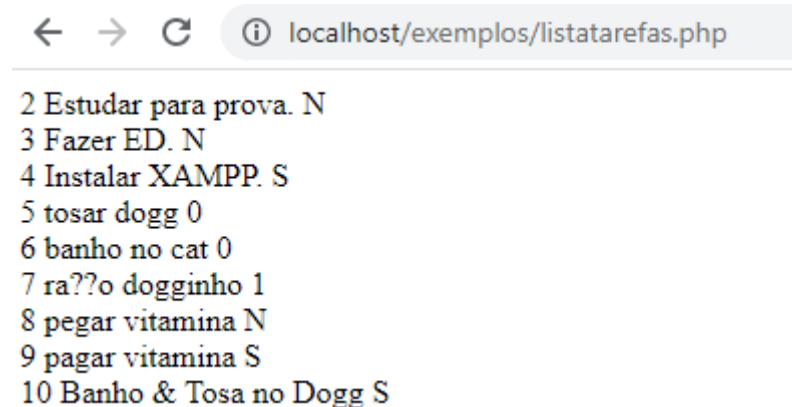 localhost/exemplos/listatarefas.php
2 Estudar para prova. N
3 Fazer ED. N
4 Instalar XAMPP. S
5 tosar dogg 0
6 banho no cat 0
7 ra??o dogginho 1
8 pegar vitamina N
9 pagar vitamina S
10 Banho & Tosa no Dogg S